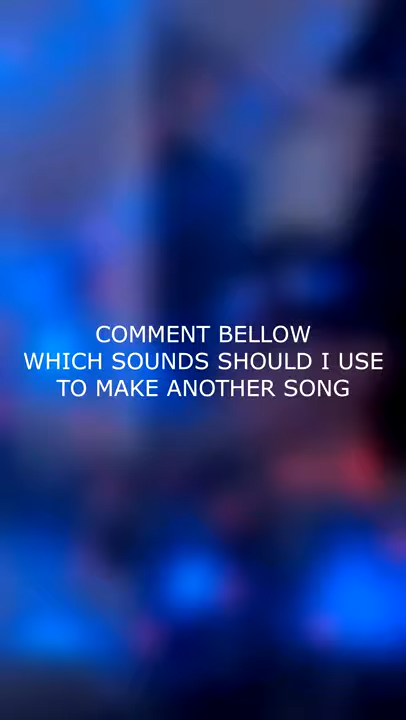 COMMENT BELLOW
WHICH SOUNDS SHOULD I USE
TO MAKE ANOTHER SONG